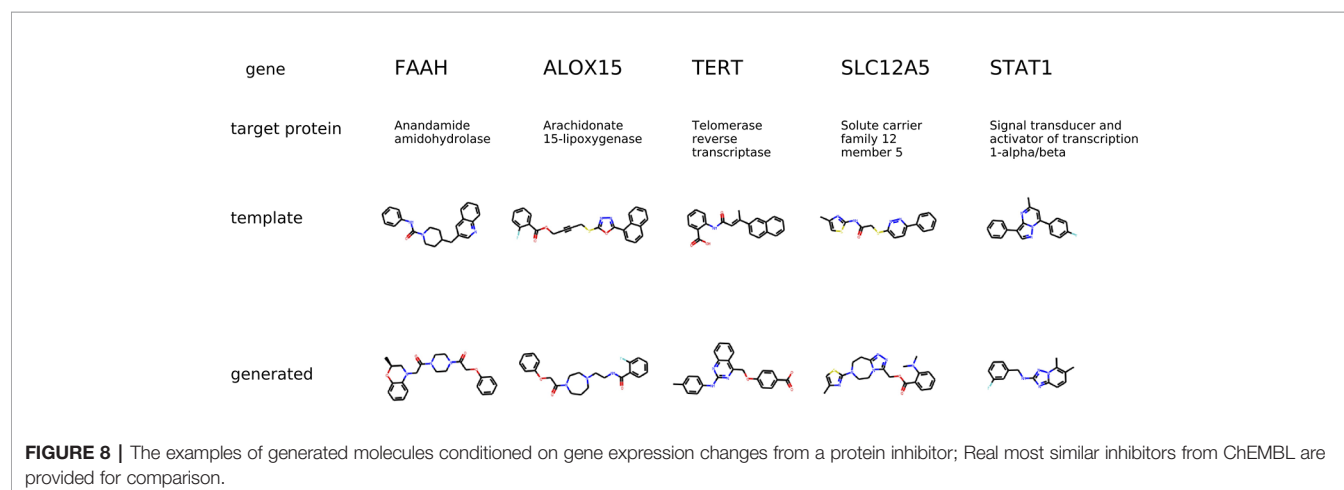 gene FAAH ALOX15 TERT SLC12A5 STAT1
target protein
Anandamide
amidohydrolase
Arachidonate
15-lipoxygenase
Telomerase
reverse
transcriptase
Solute carrier
family 12
member 5
Signal transducer and
activator of transcription
1-alpha/beta
template
generated
FIGURE 8 | The examples of generated molecules conditioned on gene expression changes from a protein inhibitor; Real most similar inhibitors from ChEMBL are
provided for comparison.